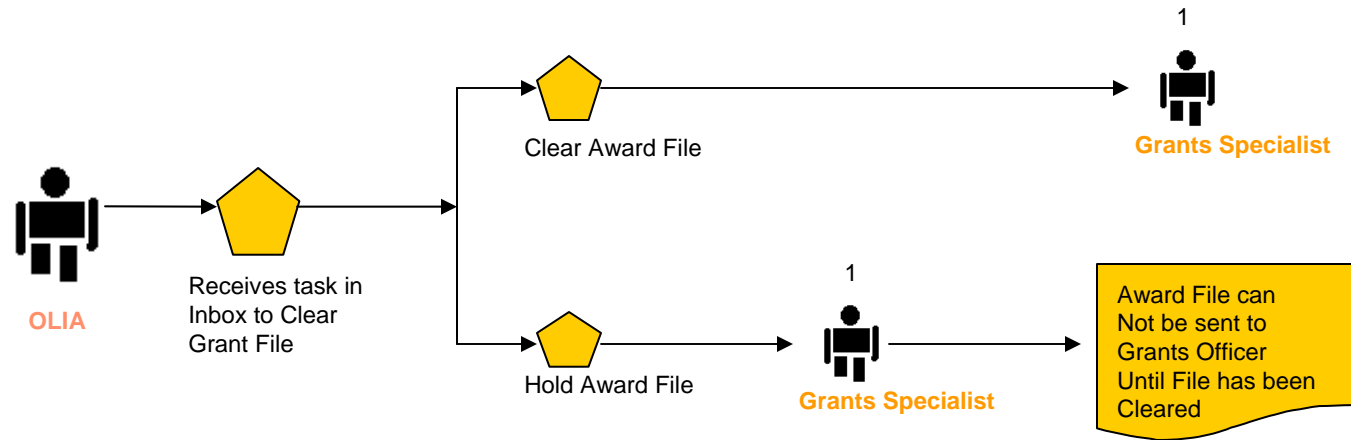 1
Grants Specialist
Clear Award File
OLIA
Receives task in
Inbox to Clear
Grant File
1
Grants Specialist
Hold Award File
Award File can
Not be sent to
Grants Officer
Until File has been
Cleared